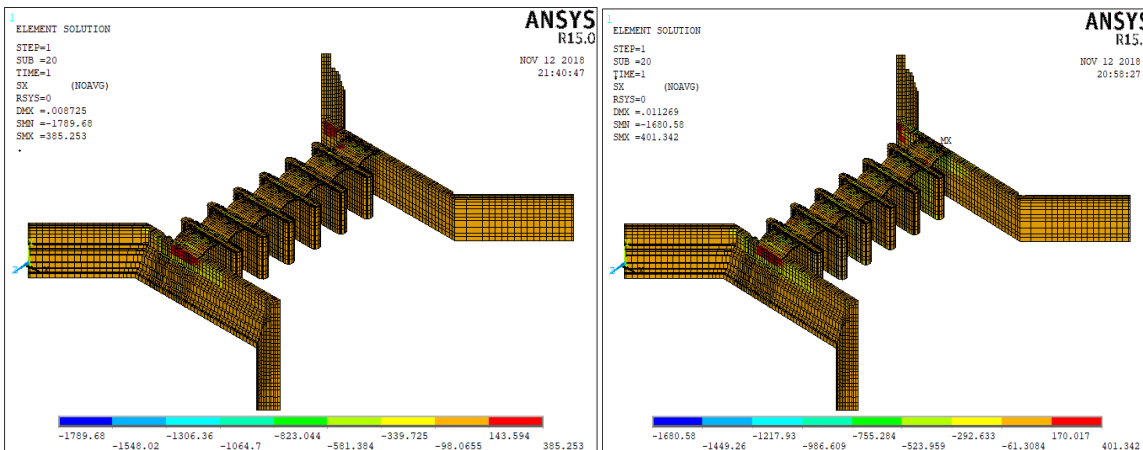 1
ELEMENT SOLUTION
STEP=1
SUB =20
TIME=1
SX (NOAVG)
RSYS=0
DMX =.008725
SMN =-1789.68
SMX =385.253
ANSYS
R15.0
NOV 12 2018
21:40:47
Z
-1789.68 -1306.36 -823.044 -339.725 143.594
-1548.02 -1064.7 -581.384 -98.0655 385.253
1
ELEMENT SOLUTION
STEP=1
SUB =20
TIME=1
SX (NOAVG)
RSYS=0
DMX =.011269
SMN =-1680.58
SMX =401.342
ANSYS
R15.
NOV 12 2018
20:58:27
MX
Z
-1680.58 -1217.93 -755.284 -292.633 170.017
-1449.26 -986.609 -523.959 -61.3084 401.342